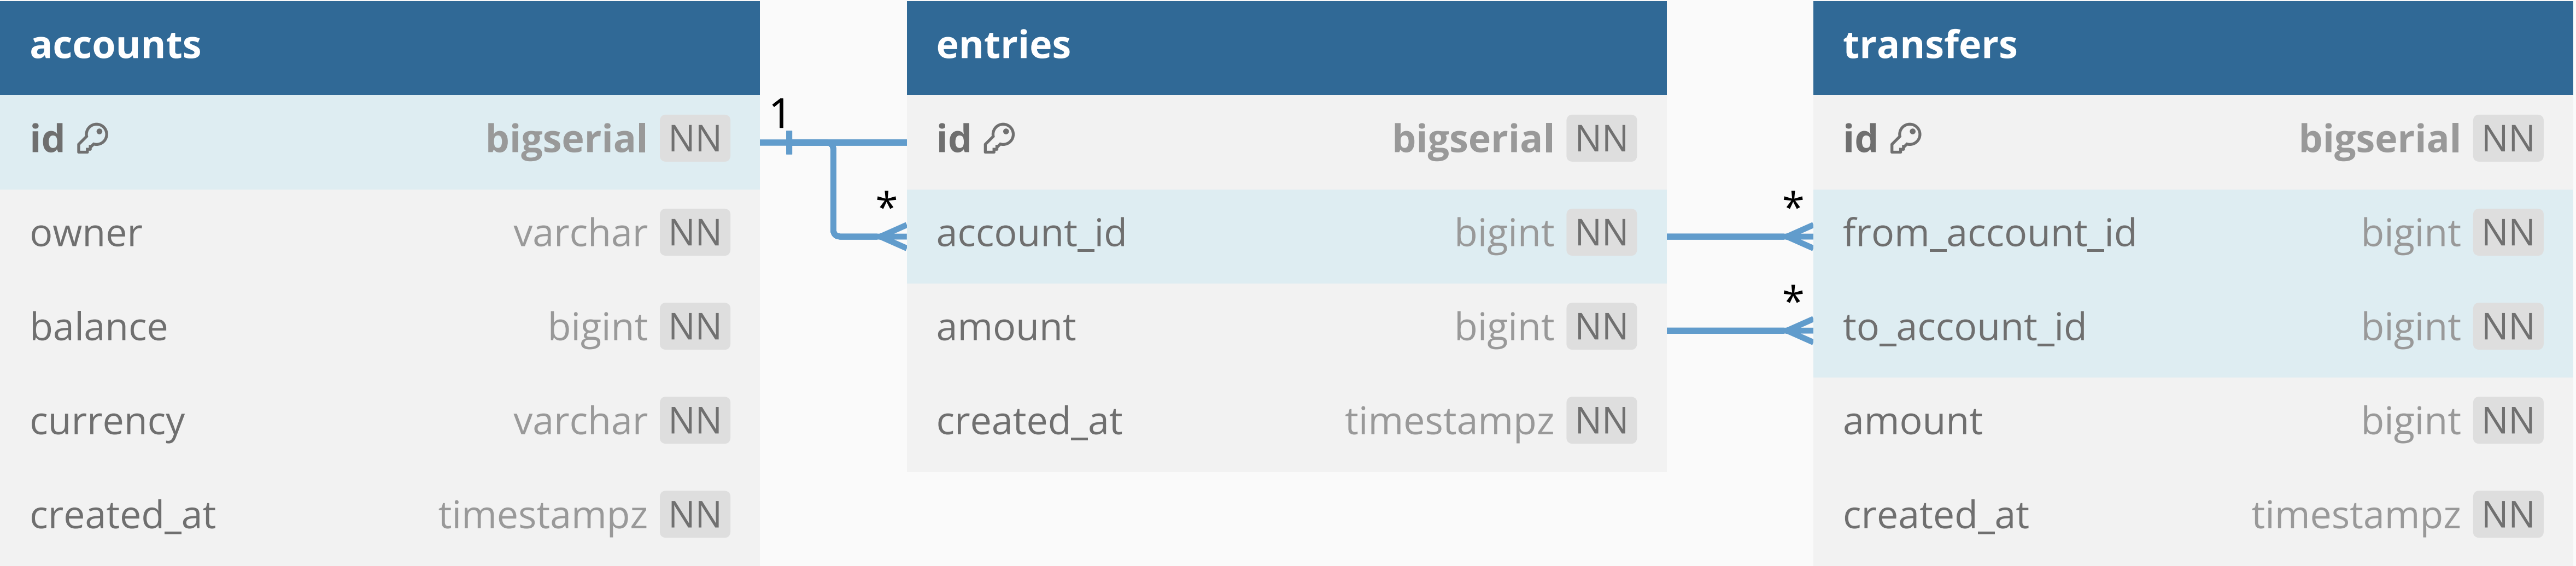 accounts
id bigserial NN
owner varchar NN
balance bigint NN
currency varchar NN
created_at timestampz NN
1
*
entries
id bigserial NN
account_id bigint NN
amount bigint NN
created_at timestampz NN
*
*
transfers
id bigserial NN
from_account_id bigint NN
to_account_id bigint NN
amount bigint NN
created_at timestampz NN